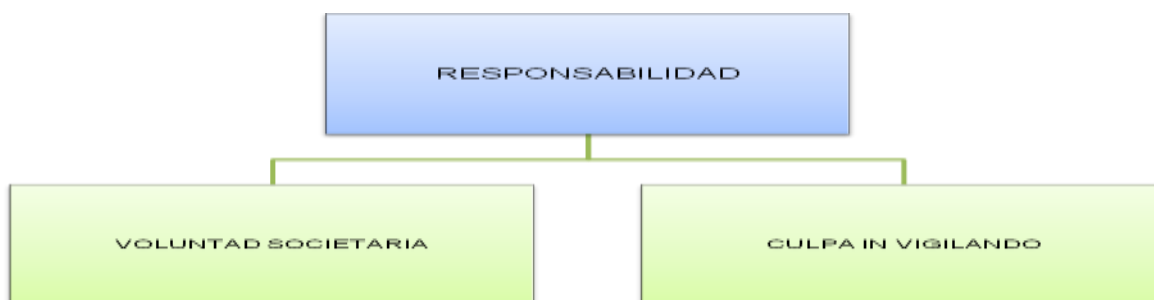 RESPONSABILIDAD
VOLUNTAD SOCIETARIA
CULPA IN VIGILANDO